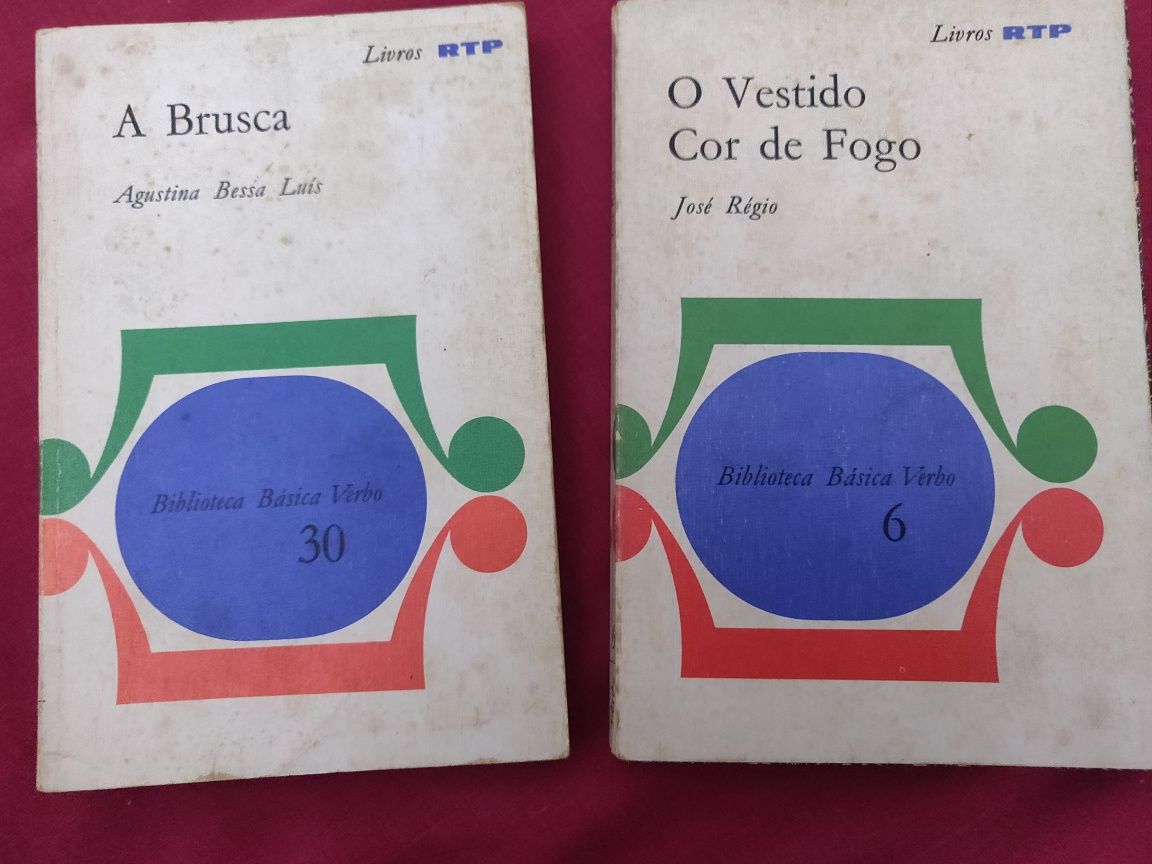 Livros RTP
A Brusca
Agustina Bessa Luís
Biblioteca Básica Verbo
30
Livros RTP
O Vestido
Cor de Fogo
José Régio
Biblioteca Básica Verbo
6